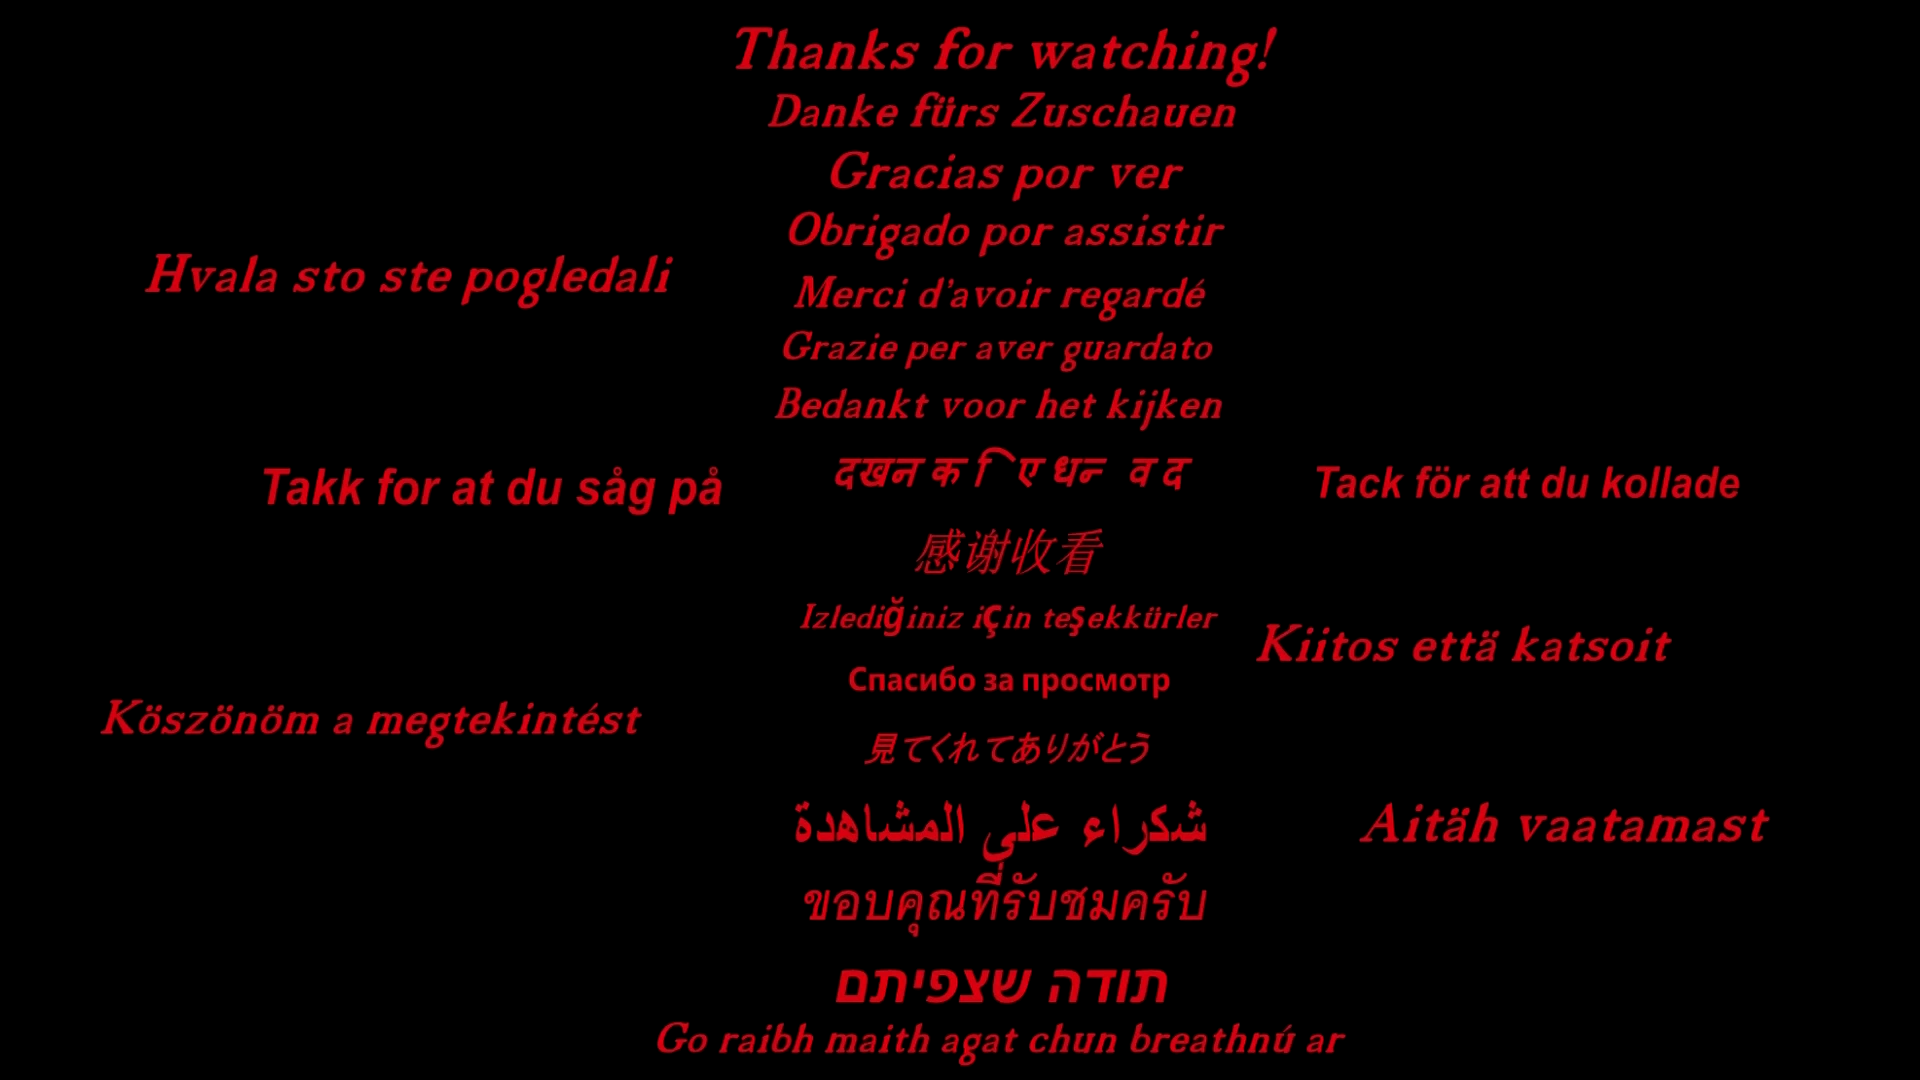 Thanks for watching!
Danke fürs Zuschauen
Gracias por ver
Obrigado por assistir
Hvala sto ste pogledali
Merci d'avoir regardé
Grazie per aver guardato
Bedankt voor het kijken
दखन क ि ए धन्‍ व द
Takk for at du såg på
Tack för att du kollade
感谢收看
Izlediğiniz için teşekkürler
Kiitos että katsoit
Спасибо за просмотр
Köszönöm a megtekintést
見てくれてありがとう
شكراء على المشاهدة
Aitäh vaatamast
ขอบคุณที่รับชมครับ
תודה שצפיתם
Go raibh maith agat chun breathnú ar